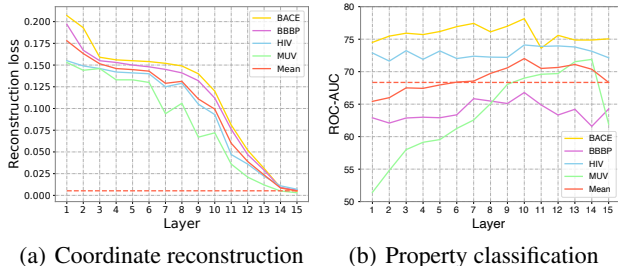 Reconstruction loss
0.200
0.175
0.150
0.125
0.100
0.075
0.050
0.025
0.000
1 2 3 4 5 6 7 8 9 10 11 12 13 14 15
Layer
BACE
BBBP
HIV
MUV
Mean
(a) Coordinate reconstruction
ROC-AUC
80
75
70
65
60
55
50
1 2 3 4 5 6 7 8 9 10 11 12 13 14 15
Layer
BACE
BBBP
HIV
MUV
Mean
(b) Property classification